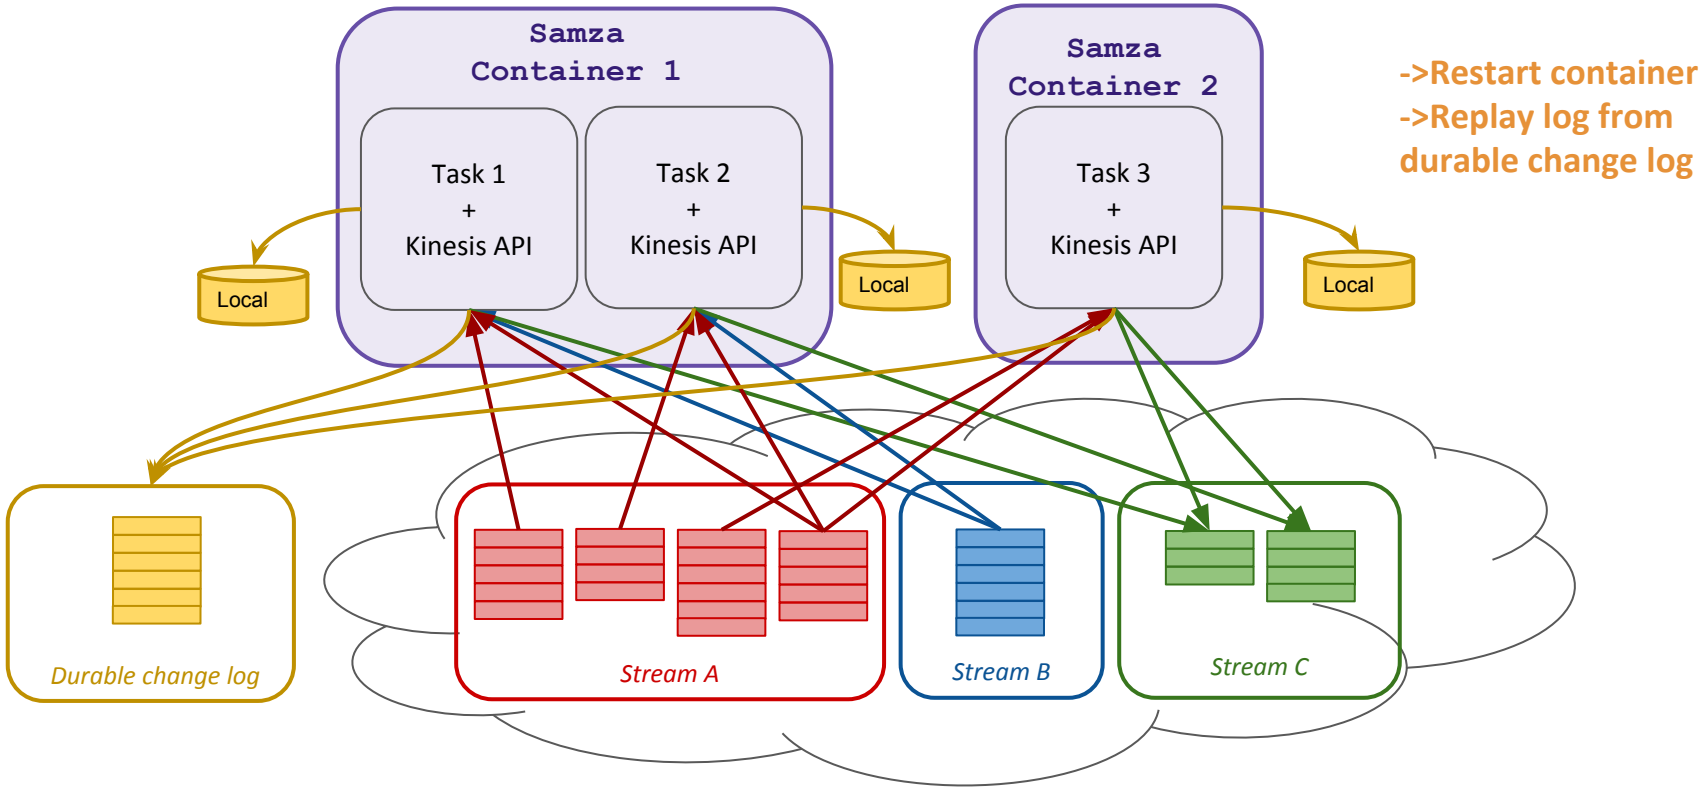 Samza
Container 1
Samza
Container 2
->Restart container
->Replay log from
durable change log
Task 1
+
Kinesis API
Task 2
+
Kinesis API
Task 3
+
Kinesis API
Local
Local
Local
Durable change log
Stream A
Stream B
Stream C